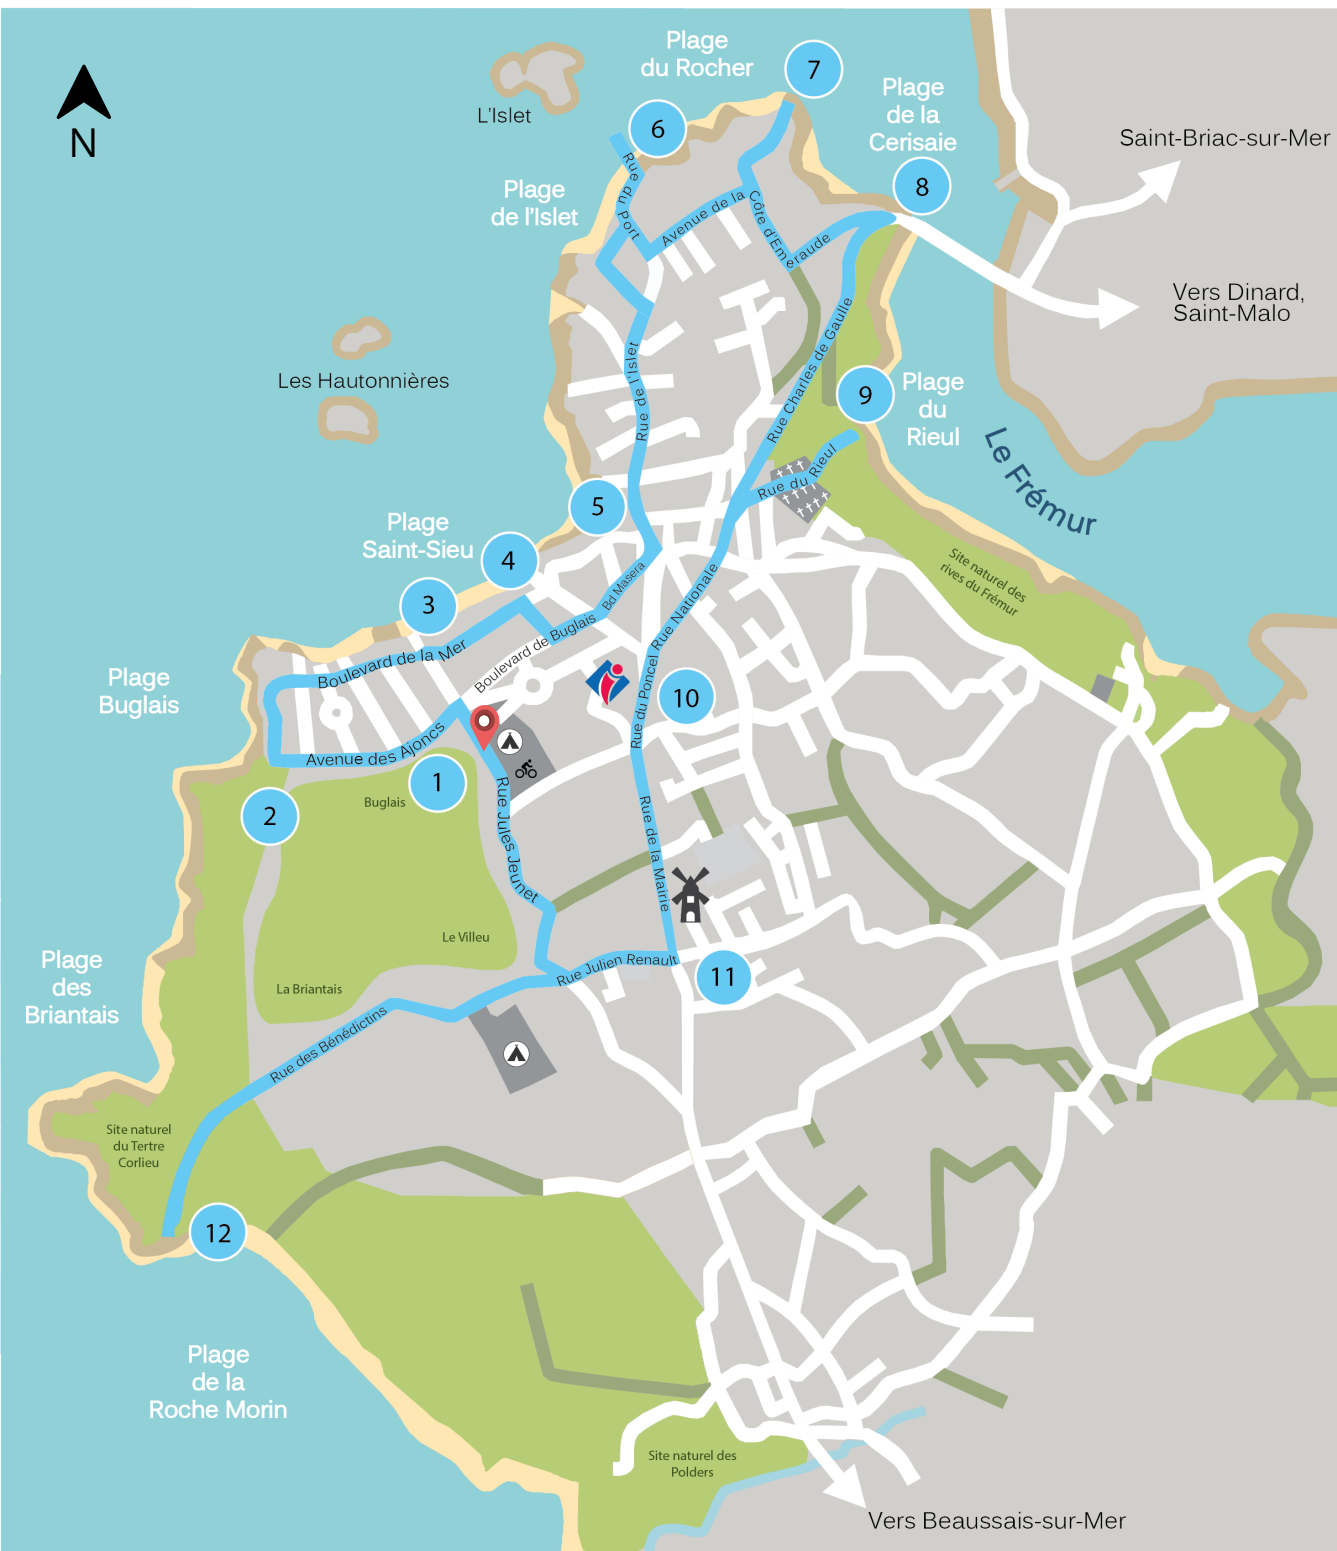 Plage
du Rocher
7
L'Islet
6
Plage
de la
Cerisaie
Saint-Briac-sur-Mer
N
8
Plage
de l'Islet
Rue du Port
Avenue de la
Côte d'Emeraude
Vers Dinard,
Saint-Malo
Les Hautonnières
Rue de l'Islet
Rue Charles de Gaulle
9
Plage
du
Rieul
Le Frémur
Rue du Rieul
5
Plage
Saint-Sieu
4
3
Bd Masera
Rue Nationale
Site naturel des
rives du Frémur
Boulevard de la Mer
Boulevard de Buglais
Plage
Buglais
Rue du Poncel
10
Avenue des Ajoncs
1
Buglais
2
Rue Jules Jeunet
Rue de la Mairie
Le Villeu
Plage
des
Briantais
La Briantais
Rue Julien Renault
11
Rue des Bénédictins
Site naturel
du Tertre
Corlieu
12
Plage
de la
Roche Morin
Site naturel des
Polders
Vers Beaussais-sur-Mer